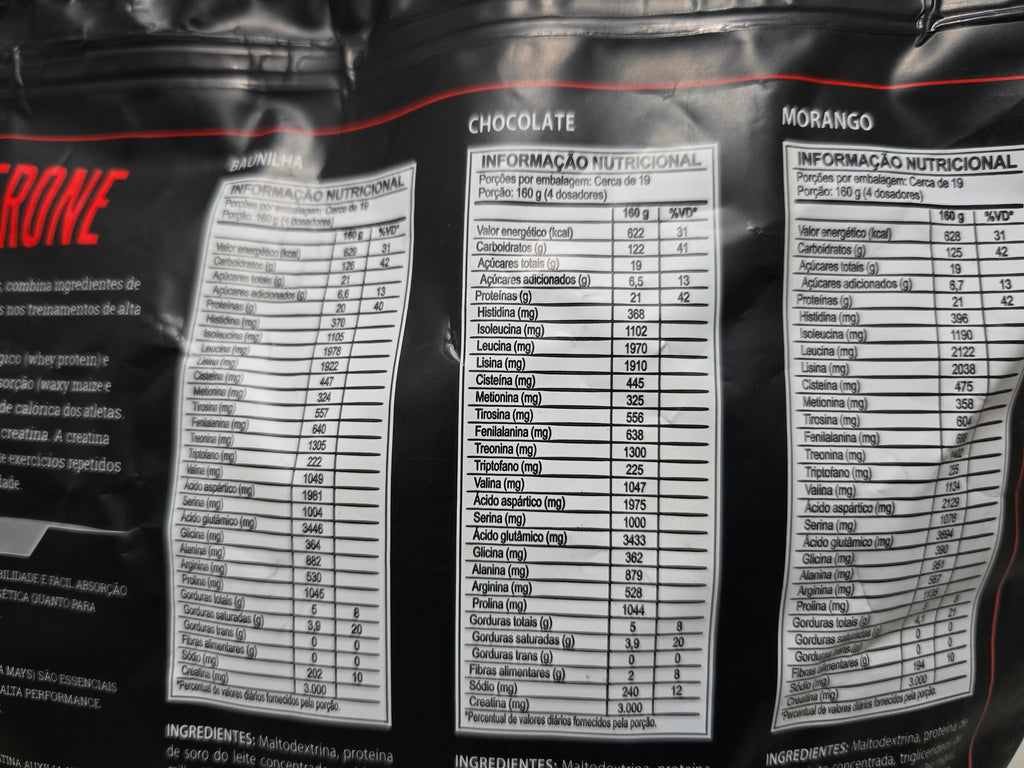 RONE
, combina ingredientes de
s nos treinamentos de alta
gico (whey protein) e
sorção (waxy maize e
de calórica dos atletas.
creatina. A creatina
e exercícios repetidos
dade.
BILIDADE E FÁCIL ABSORÇÃO
GÉTICA QUANTO PARA
A MAYS) SÃO ESSENCIAIS
ALTA PERFORMANCE
BAUNILHA
INFORMAÇÃO NUTRICIONAL
Porções por embalagem: Cerca de 19
Porção: 160 g (4 dosadores)
160 g %VD*
Valor energético (kcal) 629 31
Carboidratos (g) 126 42
Açúcares totais (g) 21
Açúcares adicionados (g) 6,6 13
Proteínas (g) 20 40
Histidina (mg) 370
Isoleucina (mg) 1105
Leucina (mg) 1978
Lisina (mg) 1922
Cisteína (mg) 447
Metionina (mg) 324
Tirosina (mg) 557
Fenilalanina (mg) 640
Treonina (mg) 1305
Triptofano (mg) 222
Valina (mg) 1049
Ácido aspártico (mg) 1981
Serina (mg) 1004
Ácido glutâmico (mg) 3446
Glicina (mg) 364
Alanina (mg) 882
Arginina (mg) 530
Prolina (mg) 1045
Gorduras totais (g) 5 8
Gorduras saturadas (g) 3,9 20
Gorduras trans (g) 0 0
Fibras alimentares (g) 0 0
Sódio (mg) 202 10
Creatina (mg) 3.000
*Percentual de valores diários fornecidos pela porção.
INGREDIENTES: Maltodextrina, proteína
de soro do leite
CHOCOLATE
INFORMAÇÃO NUTRICIONAL
Porções por embalagem: Cerca de 19
Porção: 160 g (4 dosadores)
160 g %VD*
Valor energético (kcal) 622 31
Carboidratos (g) 122 41
Açúcares totais (g) 19
Açúcares adicionados (g) 6,5 13
Proteínas (g) 21 42
Histidina (mg) 368
Isoleucina (mg) 1102
Leucina (mg) 1970
Lisina (mg) 1910
Cisteína (mg) 445
Metionina (mg) 325
Tirosina (mg) 556
Fenilalanina (mg) 638
Treonina (mg) 1300
Triptofano (mg) 225
Valina (mg) 1047
Ácido aspártico (mg) 1975
Serina (mg) 1000
Ácido glutâmico (mg) 3433
Glicina (mg) 362
Alanina (mg) 879
Arginina (mg) 528
Prolina (mg) 1044
Gorduras totais (g) 5 8
Gorduras saturadas (g) 3,9 20
Gorduras trans (g) 0 0
Fibras alimentares (g) 2 8
Sódio (mg) 240 12
Creatina (mg) 3.000
*Percentual de valores diários fornecidos pela porção.
INGREDIENTES: Maltodextrina, proteína
MORANGO
INFORMAÇÃO NUTRICIONAL
Porções por embalagem: Cerca de 19
Porção: 160 g (4 dosadores)
160 g %VD*
Valor energético (kcal) 628 31
Carboidratos (g) 125 42
Açúcares totais (g) 19
Açúcares adicionados (g) 6,7 13
Proteínas (g) 21 42
Histidina (mg) 396
Isoleucina (mg) 1190
Leucina (mg) 2122
Lisina (mg) 2038
Cisteína (mg) 475
Metionina (mg) 358
Tirosina (mg) 604
Fenilalanina (mg)
Treonina (mg)
Triptofano (mg) 255
Valina (mg) 1134
Ácido aspártico (mg) 2129
Serina (mg) 1076
Ácido glutâmico (mg) 3694
Glicina (mg) 390
Alanina (mg) 951
Arginina (mg) 567
Prolina (mg)
Gorduras totais (g)
Gorduras saturadas (g) 4,1 21
Gorduras trans (g) 0 0
Fibras alimentares (g) 0 0
Sódio (mg) 194 10
Creatina (mg) 3.000
*Percentual de valores diários fornecidos pela porção.
INGREDIENTES: Maltodextrina, proteína de
concentrada,